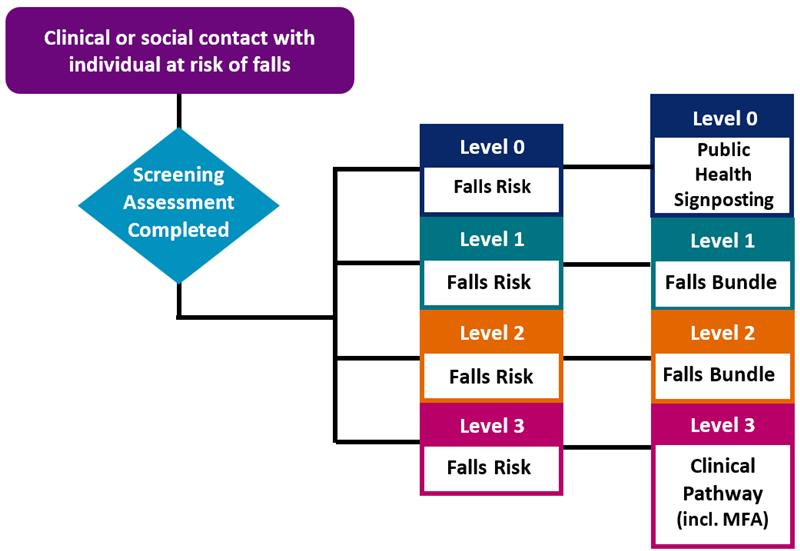 Clinical or social contact with
individual at risk of falls
Screening
Assessment
Completed
Level 0
Falls Risk
Level 1
Falls Risk
Level 2
Falls Risk
Level 3
Falls Risk
Level 0
Public
Health
Signposting
Level 1
Falls Bundle
Level 2
Falls Bundle
Level 3
Clinical
Pathway
(incl. MFA)